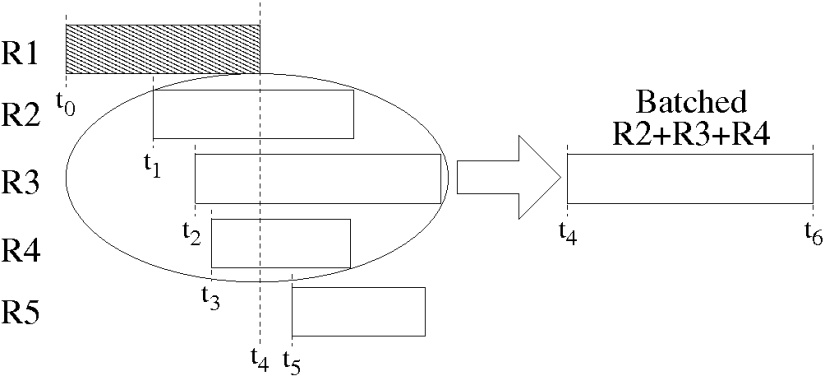 R1
t0
R2
t1
R3
t2
R4
t3
R5
t4
t5
Batched
R2+R3+R4
t4
t6